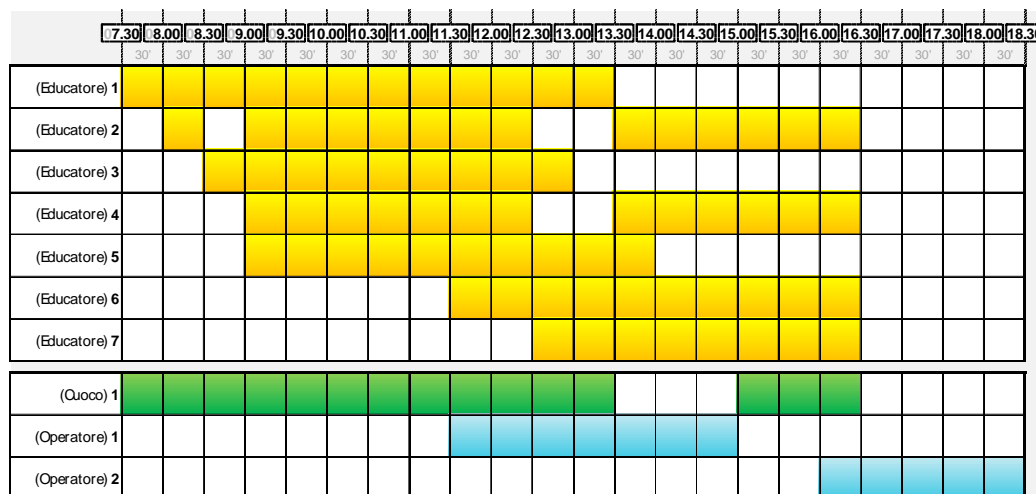 07.30 08.00 08.30 09.00 09.30 10.00 10.30 11.00 11.30 12.00 12.30 13.00 13.30 14.00 14.30 15.00 15.30 16.00 16.30 17.00 17.30 18.00 18.30
30' 30' 30' 30' 30' 30' 30' 30' 30' 30' 30' 30' 30' 30' 30' 30' 30' 30' 30' 30' 30' 30'
(Educatore) 1
(Educatore) 2
(Educatore) 3
(Educatore) 4
(Educatore) 5
(Educatore) 6
(Educatore) 7
(Cuoco) 1
(Operatore) 1
(Operatore) 2